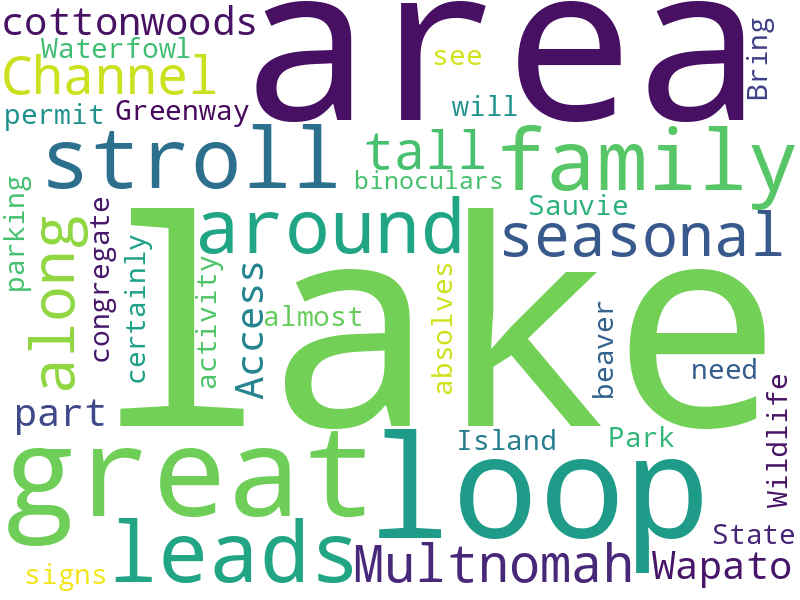 cottonwoods
area
Bring
Waterfowl
see
Channel
permit
Greenway
will
stroll
tall
family
binoculars
parking
along
congregate
around
Sauvie
seasonal
certainly
activity
Access
lake
almost
absolves
beaver
need
part
Wildlife
great
loop
Island
Park
leads
Multnomah
State
Wapato
signs